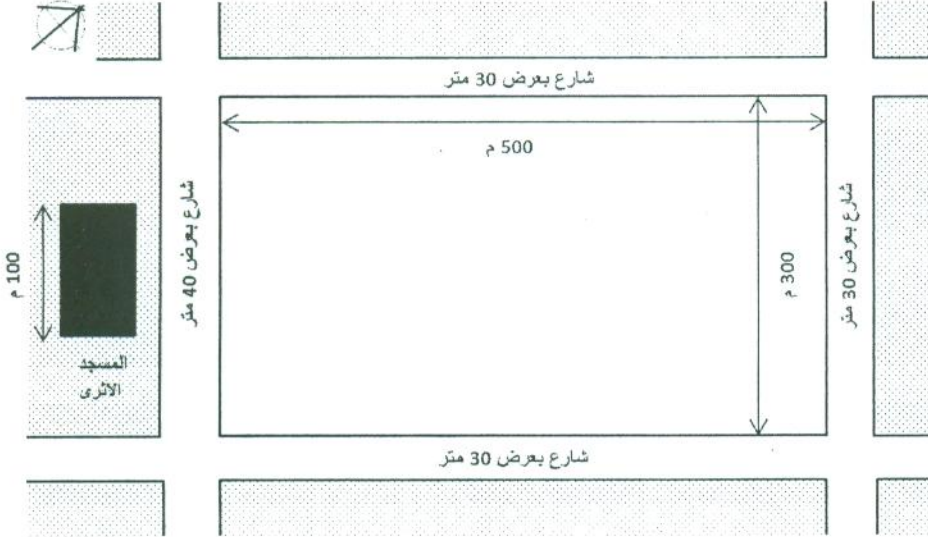 شارع بعرض 30 متر
500 م
شارع بعرض 30 متر
300 م
شارع بعرض 40 متر
100 م
المسجد
الاثرى
شارع بعرض 30 متر